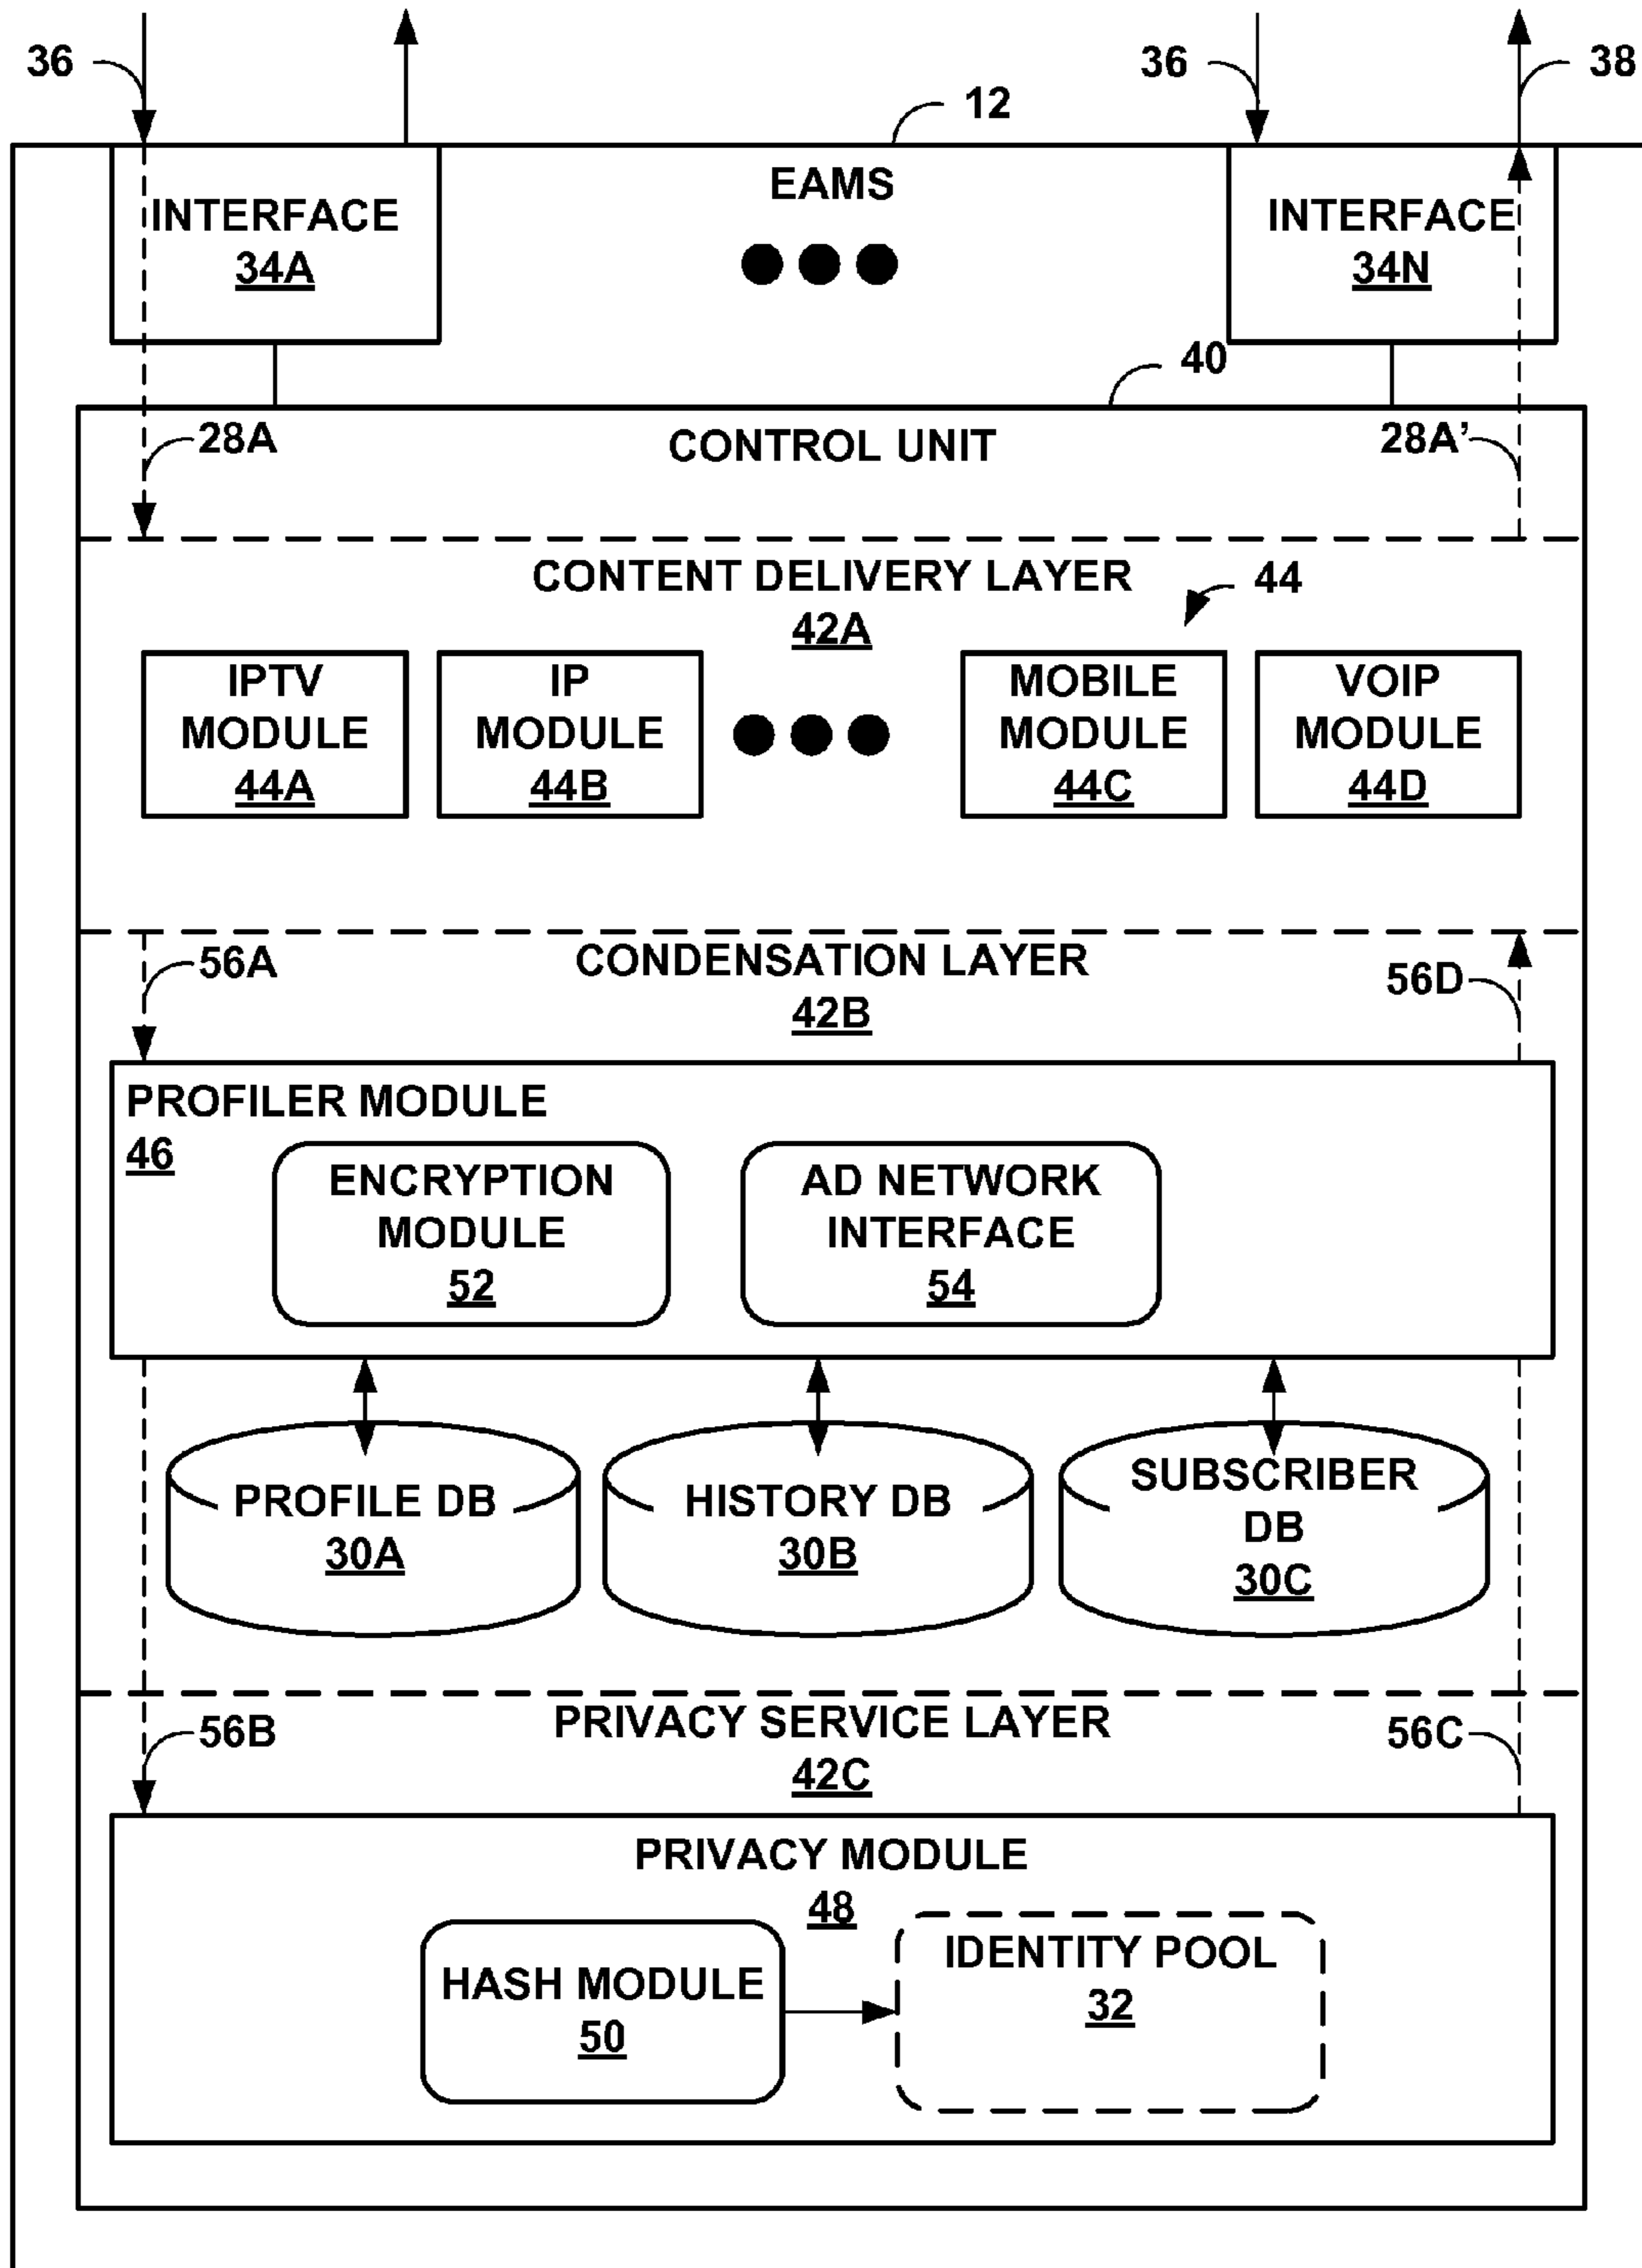 36
36
38
12
EAMS
INTERFACE
34A
INTERFACE
34N
40
28A
CONTROL UNIT
28A’
CONTENT DELIVERY LAYER
42A
44
IPTV
MODULE
44A
IP
MODULE
44B
MOBILE
MODULE
44C
VOIP
MODULE
44D
56A
CONDENSATION LAYER
42B
56D
PROFILER MODULE
46
ENCRYPTION
MODULE
52
AD NETWORK
INTERFACE
54
PROFILE DB
30A
HISTORY DB
30B
SUBSCRIBER
DB
30C
56B
PRIVACY SERVICE LAYER
42C
56C
PRIVACY MODULE
48
HASH MODULE
50
IDENTITY POOL
32